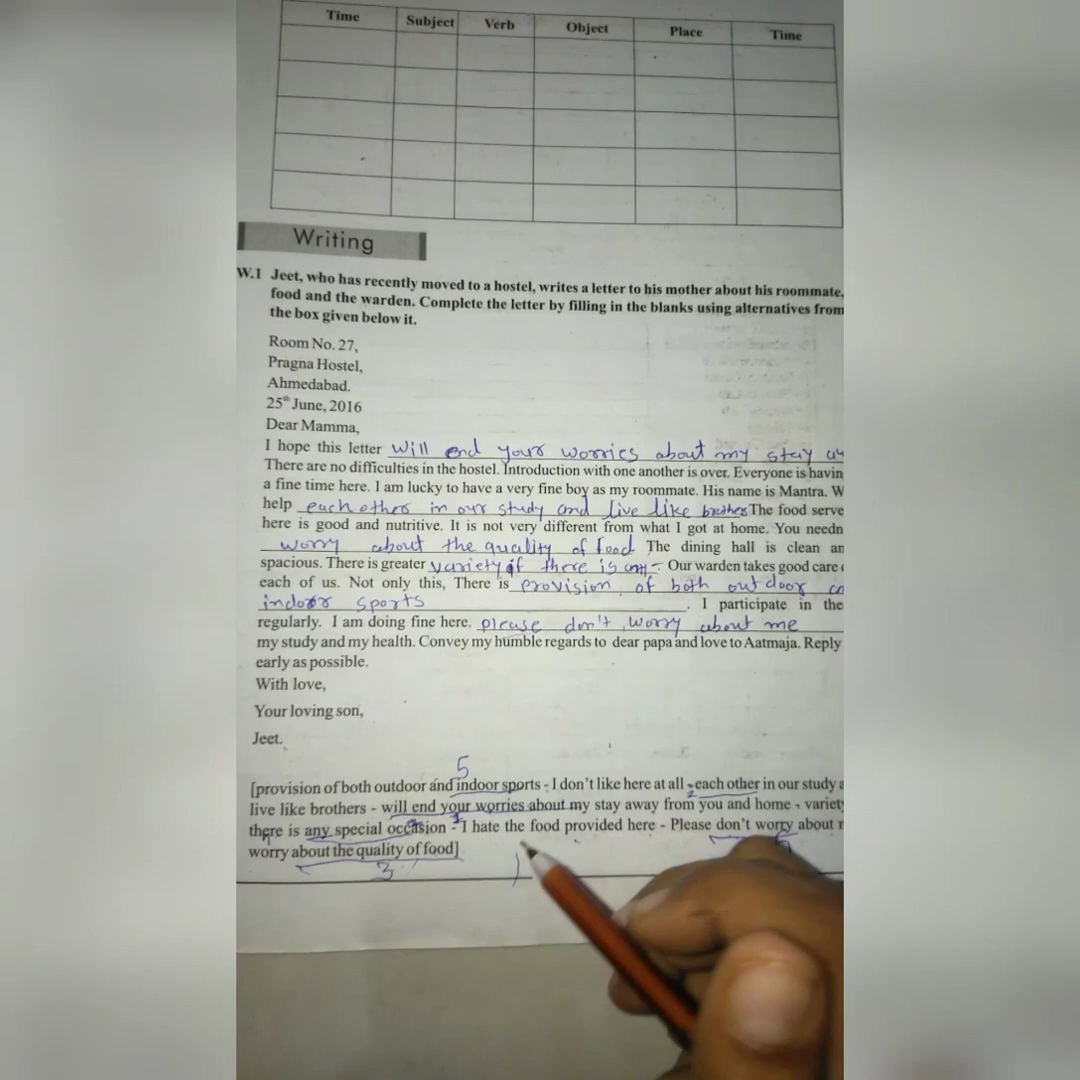 Time Subject Verb Object Place Time
Writing
W.1 Jeet, who has recently moved to a hostel, writes a letter to his mother about his roommate,
food and the warden. Complete the letter by filling in the blanks using alternatives from
the box given below it.
Room No. 27,
Pragna Hostel,
Ahmedabad.
25th June, 2016
Dear Mamma,
I hope this letter will end your worries about my stay
There are no difficulties in the hostel. Introduction with one another is over. Everyone is havin
a fine time here. I am lucky to have a very fine boy as my roommate. His name is Mantra. W
help each other in our study and live like brothers The food serve
here is good and nutritive. It is not very different from what I got at home. You needn
worry about the quality of food The dining hall is clean an
spacious. There is greater variety if there is any Our warden takes good care
each of us. Not only this, There is provision of both outdoor
indoor sports. I participate in the
regularly. I am doing fine here. please don't worry about me
my study and my health. Convey my humble regards to dear papa and love to Aatmaja. Reply
early as possible.
With love,
Your loving son,
Jeet.
5
[provision of both outdoor and indoor sports - I don't like here at all - each other in our study a
2
live like brothers - will end your worries about my stay away from you and home - variety
1
there is any special occasion - I hate the food provided here - Please don't worry about
worry about the quality of food]
3